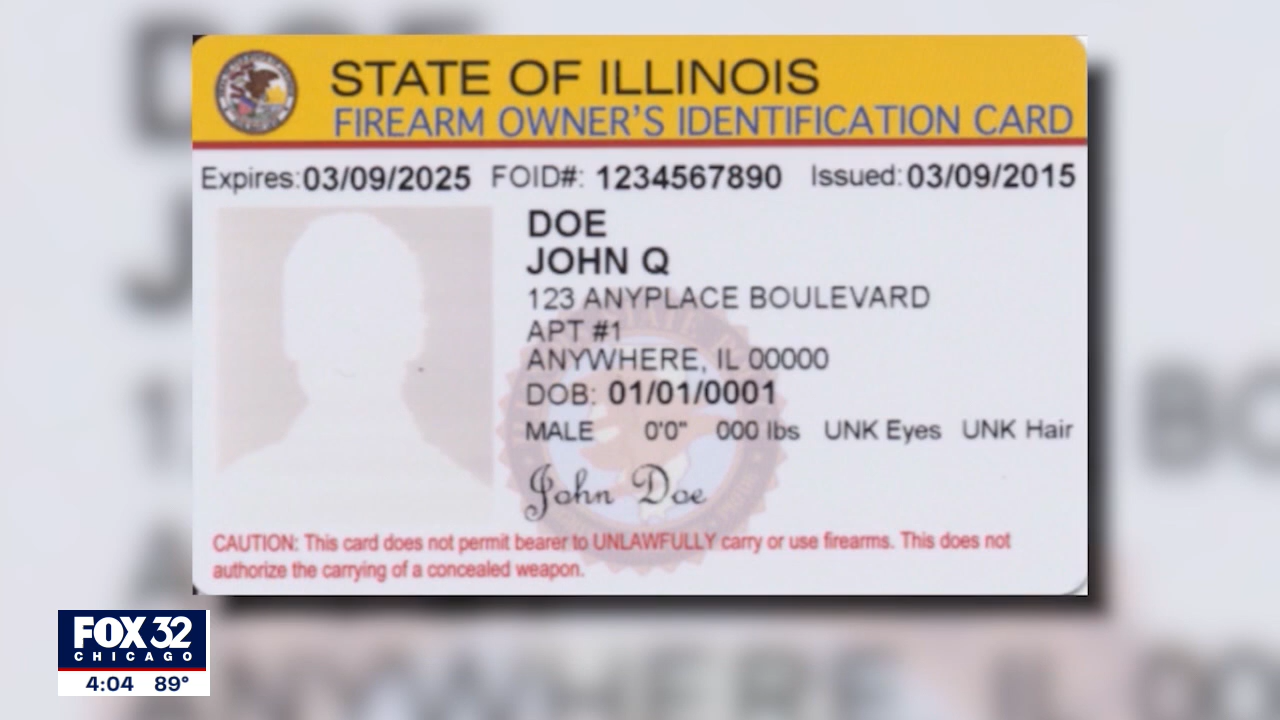 STATE OF ILLINOIS
FIREARM OWNER'S IDENTIFICATION CARD
Expires: 03/09/2025 FOID#: 1234567890 Issued: 03/09/2015
DOE
JOHN Q
123 ANYPLACE BOULEVARD
APT #1
ANYWHERE, IL 00000
DOB: 01/01/0001
MALE 0'0" 000 lbs UNK Eyes UNK Hair
John Doe
CAUTION: This card does not permit bearer to UNLAWFULLY carry or use firearms. This does not
authorize the carrying of a concealed weapon.
FOX 32
CHICAGO
4:04 89°